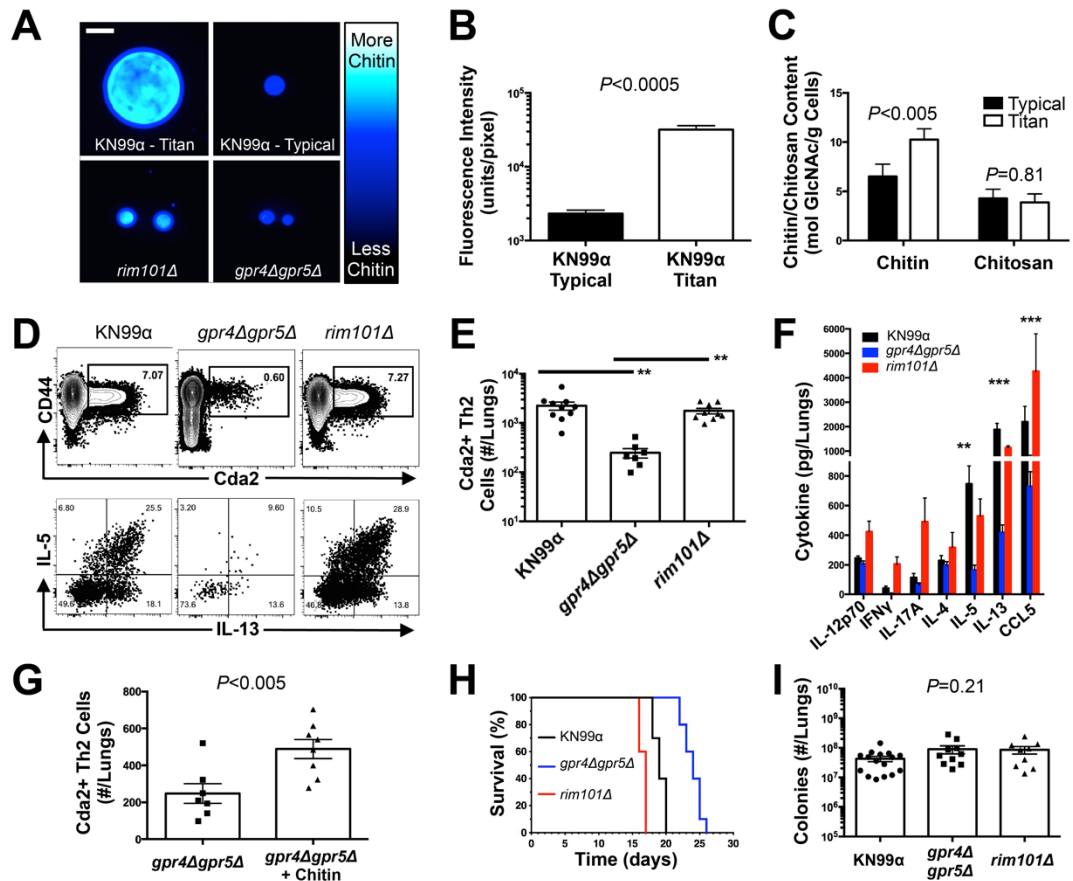 A
More
Chitin
KN99α - Titan
KN99α - Typical
rim101Δ
gpr4Δgpr5Δ
Less
Chitin
B
Fluorescence Intensity
(units/pixel)
P<0.0005
10⁵
10⁴
10³
KN99α
Typical
KN99α
Titan
C
Chitin/Chitosan Content
(mol GlcNAc/g Cells)
Typical
Titan
P<0.005
P=0.81
15
10
5
0
Chitin
Chitosan
D
KN99α
gpr4Δgpr5Δ
rim101Δ
CD44
7.07
0.60
7.27
Cda2
IL-5
6.80 25.5
49.6 18.1
3.20 9.60
73.6 13.6
10.5 28.9
46.8 13.8
IL-13
E
Cda2+ Th2
Cells (#/Lungs)
** **
10⁴
10³
10²
10¹
KN99α
gpr4Δgpr5Δ
rim101Δ
F
Cytokine (pg/Lungs)
KN99α
gpr4Δgpr5Δ
rim101Δ
**
***
***
6000
4000
2000
800
600
400
200
0
IL-12p70
IFNγ
IL-17A
IL-4
IL-5
IL-13
CCL5
G
Cda2+ Th2 Cells
(#/Lungs)
P<0.005
800
600
400
200
0
gpr4Δgpr5Δ
gpr4Δgpr5Δ
+ Chitin
H
Survival (%)
100
80
60
40
20
0
KN99α
gpr4Δgpr5Δ
rim101Δ
0 5 10 15 20 25 30
Time (days)
I
Colonies (#/Lungs)
P=0.21
10¹⁰
10⁹
10⁸
10⁷
10⁶
10⁵
KN99α
gpr4Δ
gpr5Δ
rim101Δ